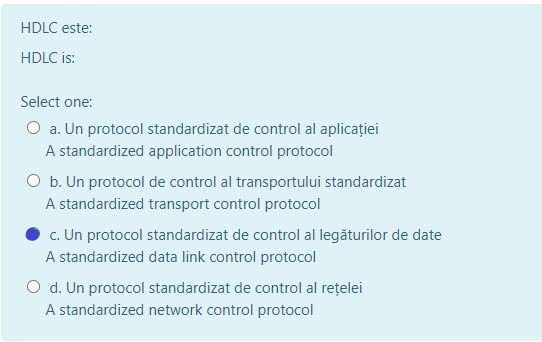 HDLC este:
HDLC is:
Select one:
a. Un protocol standardizat de control al aplicației
A standardized application control protocol
b. Un protocol de control al transportului standardizat
A standardized transport control protocol
c. Un protocol standardizat de control al legăturilor de date
A standardized data link control protocol
d. Un protocol standardizat de control al rețelei
A standardized network control protocol